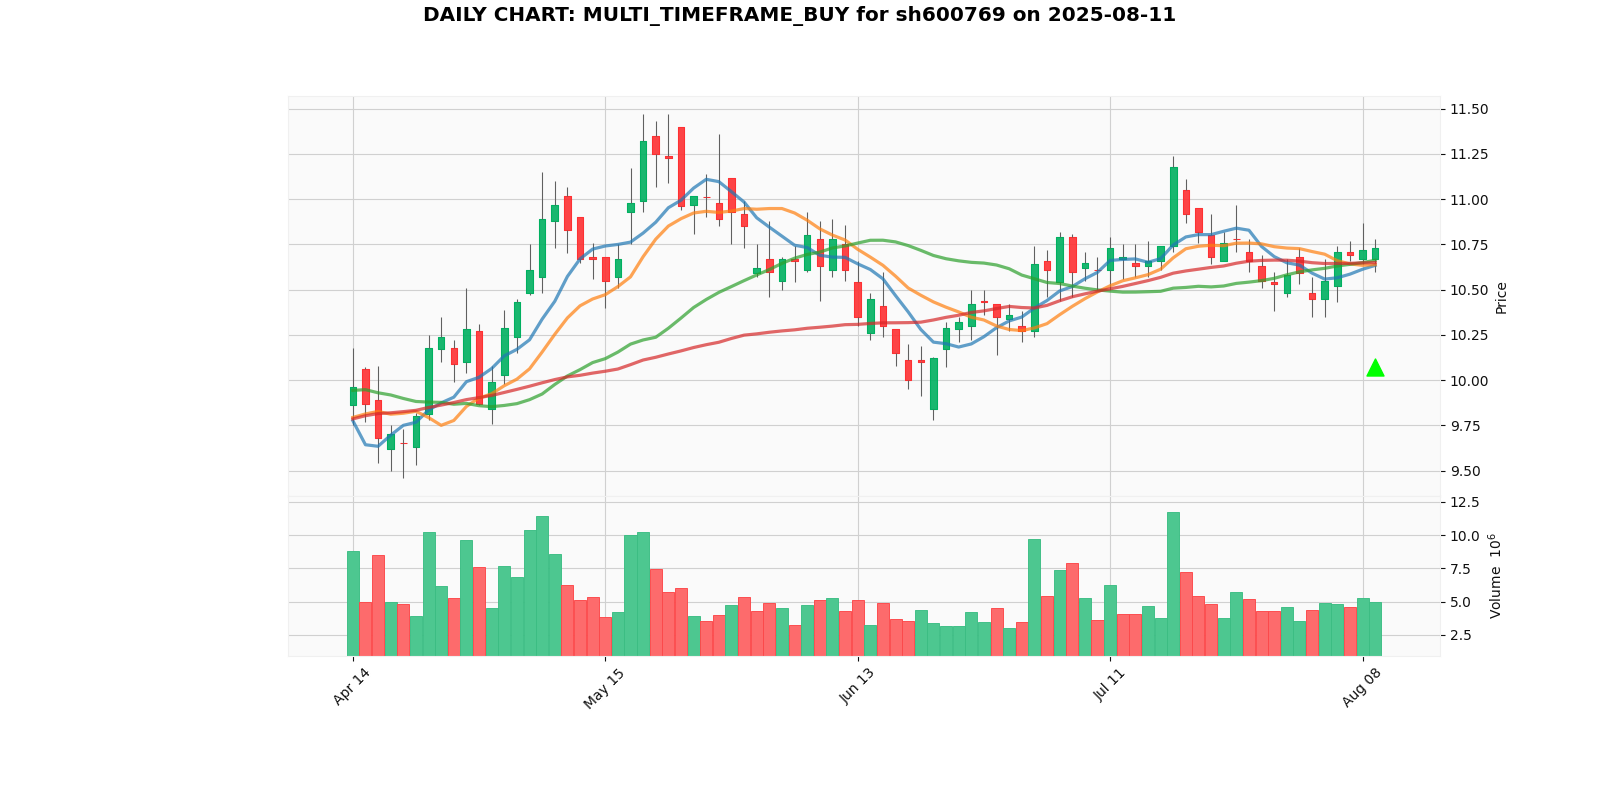 DAILY CHART: MULTI_TIMEFRAME_BUY for sh600769 on 2025-08-11
11.50
11.25
11.00
10.75
10.50
10.25
10.00
9.75
9.50
Price
12.5
10.0
7.5
5.0
2.5
Volume 10⁶
Apr 14
May 15
Jun 13
Jul 11
Aug 08